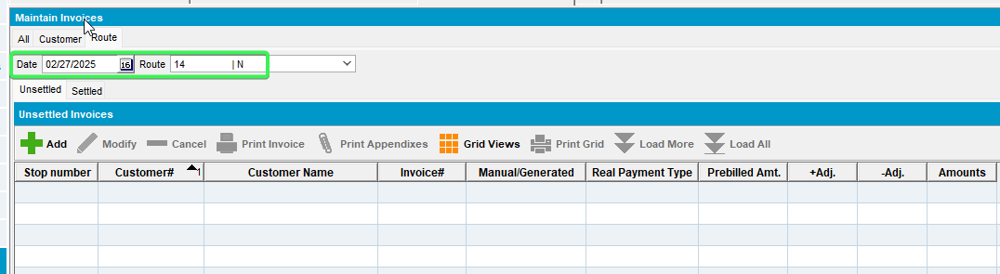 Maintain Invoices
All Customer Route
Date 02/27/2025 16 Route 14 | N
Unsettled Settled
Unsettled Invoices
Add Modify Cancel Print Invoice Print Appendixes Grid Views Print Grid Load More Load All
Stop number Customer# 1 Customer Name Invoice# Manual/Generated Real Payment Type Prebilled Amt. +Adj. -Adj. Amounts